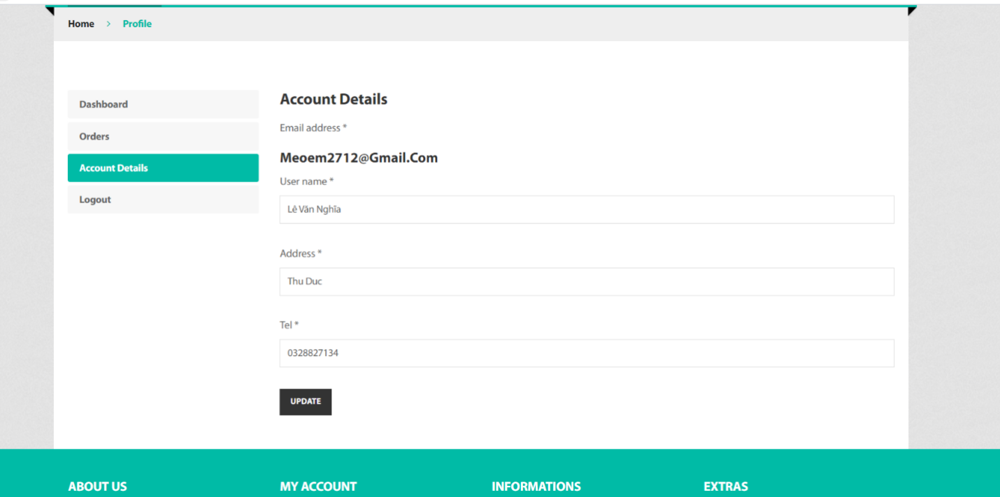 Home > Profile
Dashboard
Orders
Account Details
Logout
Account Details
Email address *
Meoem2712@Gmail.Com
User name *
Lê Văn Nghĩa
Address *
Thu Duc
Tel *
0328827134
UPDATE
ABOUT US
MY ACCOUNT
INFORMATIONS
EXTRAS